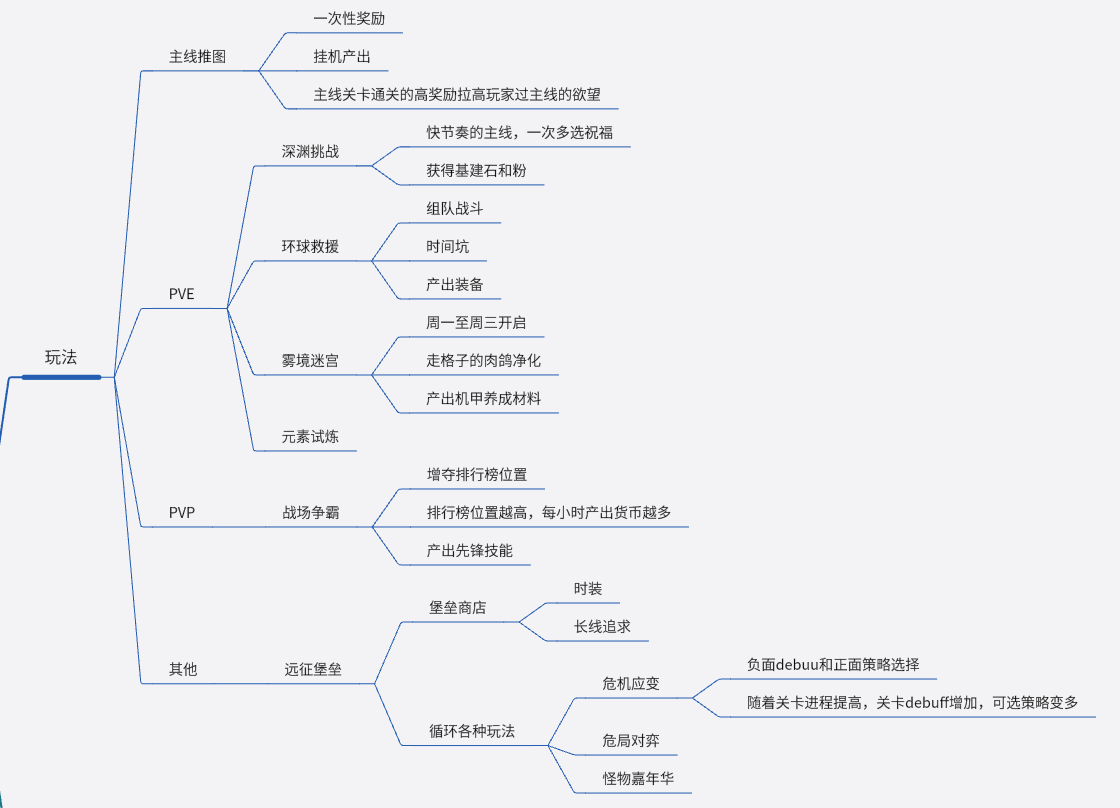 一次性奖励
主线推图
挂机产出
主线关卡通关的高奖励拉高玩家过主线的欲望
快节奏的主线，一次多选祝福
深渊挑战
获得基建石和粉
组队战斗
环球救援
时间坑
产出装备
PVE
周一至周三开启
玩法
雾境迷宫
走格子的肉鸽净化
产出机甲养成材料
元素试炼
增夺排行榜位置
PVP
战场争霸
排行榜位置越高，每小时产出货币越多
产出先锋技能
时装
堡垒商店
长线追求
其他
远征堡垒
负面debuu和正面策略选择
危机应变
随着关卡进程提高，关卡debuff增加，可选策略变多
循环各种玩法
危局对弈
怪物嘉年华